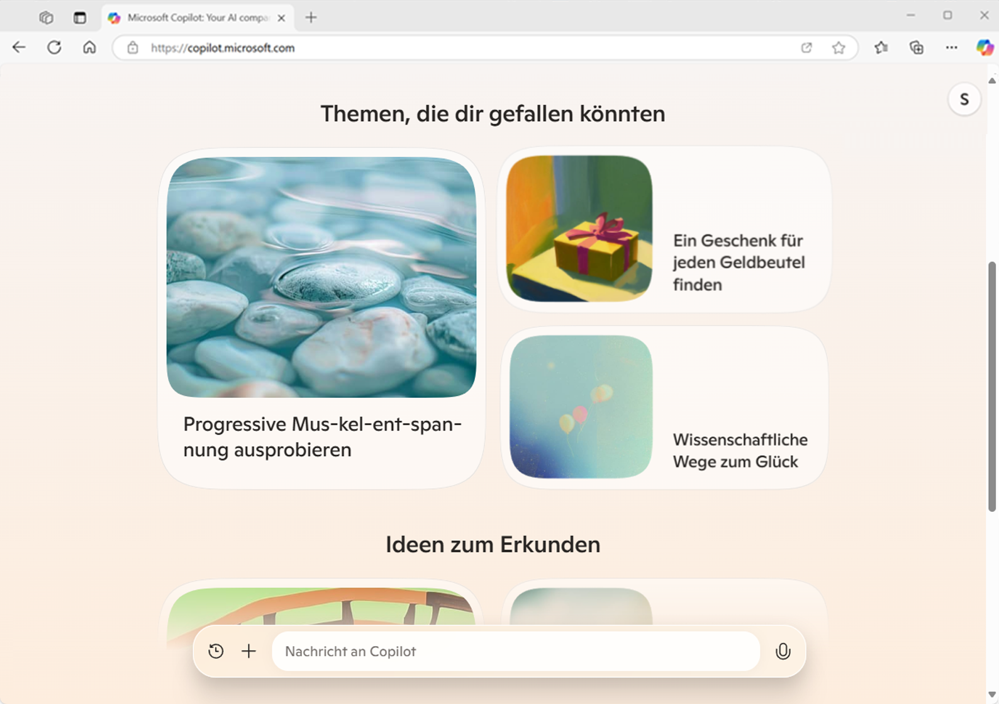 Microsoft Copilot: Your AI compa
https://copilot.microsoft.com
S
Themen, die dir gefallen könnten
Progressive Mus-kel-ent-span-
nung ausprobieren
Ein Geschenk für
jeden Geldbeutel
finden
Wissenschaftliche
Wege zum Glück
Ideen zum Erkunden
Nachricht an Copilot